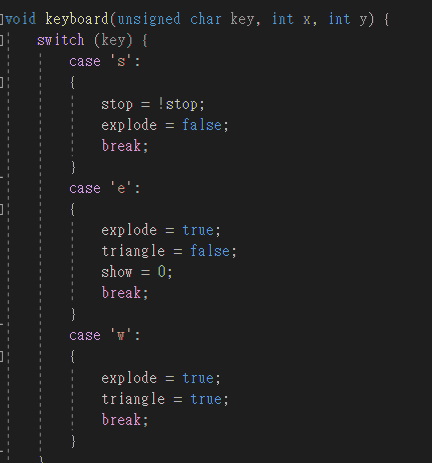 void keyboard(unsigned char key, int x, int y) {
    switch (key) {
        case 's':
        {
            stop = !stop;
            explode = false;
            break;
        }
        case 'e':
        {
            explode = true;
            triangle = false;
            show = 0;
            break;
        }
        case 'w':
        {
            explode = true;
            triangle = true;
            break;
        }
    }